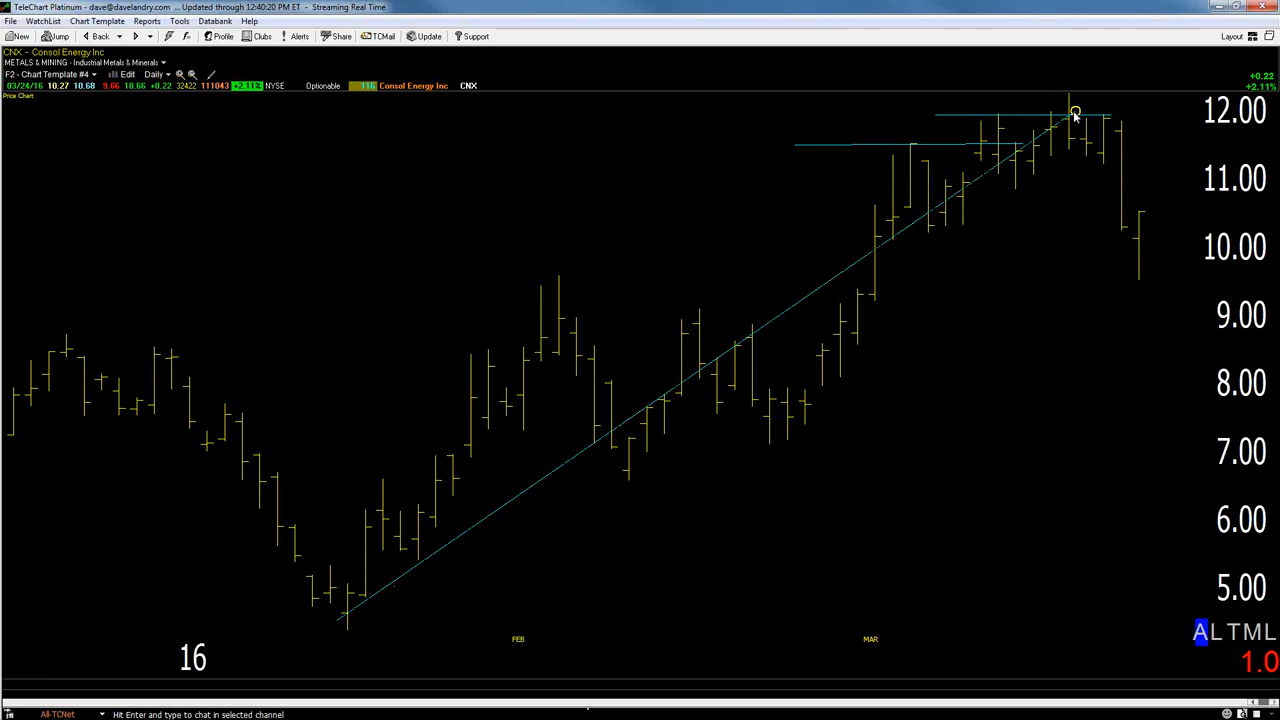 TeleChart Platinum - dave@davelandry.com - Updated through 12:40:20 PM ET - Streaming Real Time
File WatchList Chart Template Reports Tools Databank Help
New Jump Back Profile Clubs Alerts Share TCMail Update Support Layout
CNX - Consol Energy Inc
METALS & MINING - Industrial Metals & Minerals
F2 - Chart Template #4 Edit Daily +0.22
03/24/16 10.27 10.68 9.66 10.66 +0.22 32422 111043 +2.11% NYSE Optionable 116 Consol Energy Inc CNX +2.11%
Price Chart
12.00
11.00
10.00
9.00
8.00
7.00
6.00
5.00
ALTML
FEB MAR
16 1.0
All-TCNet Hit Enter and type to chat in selected channel